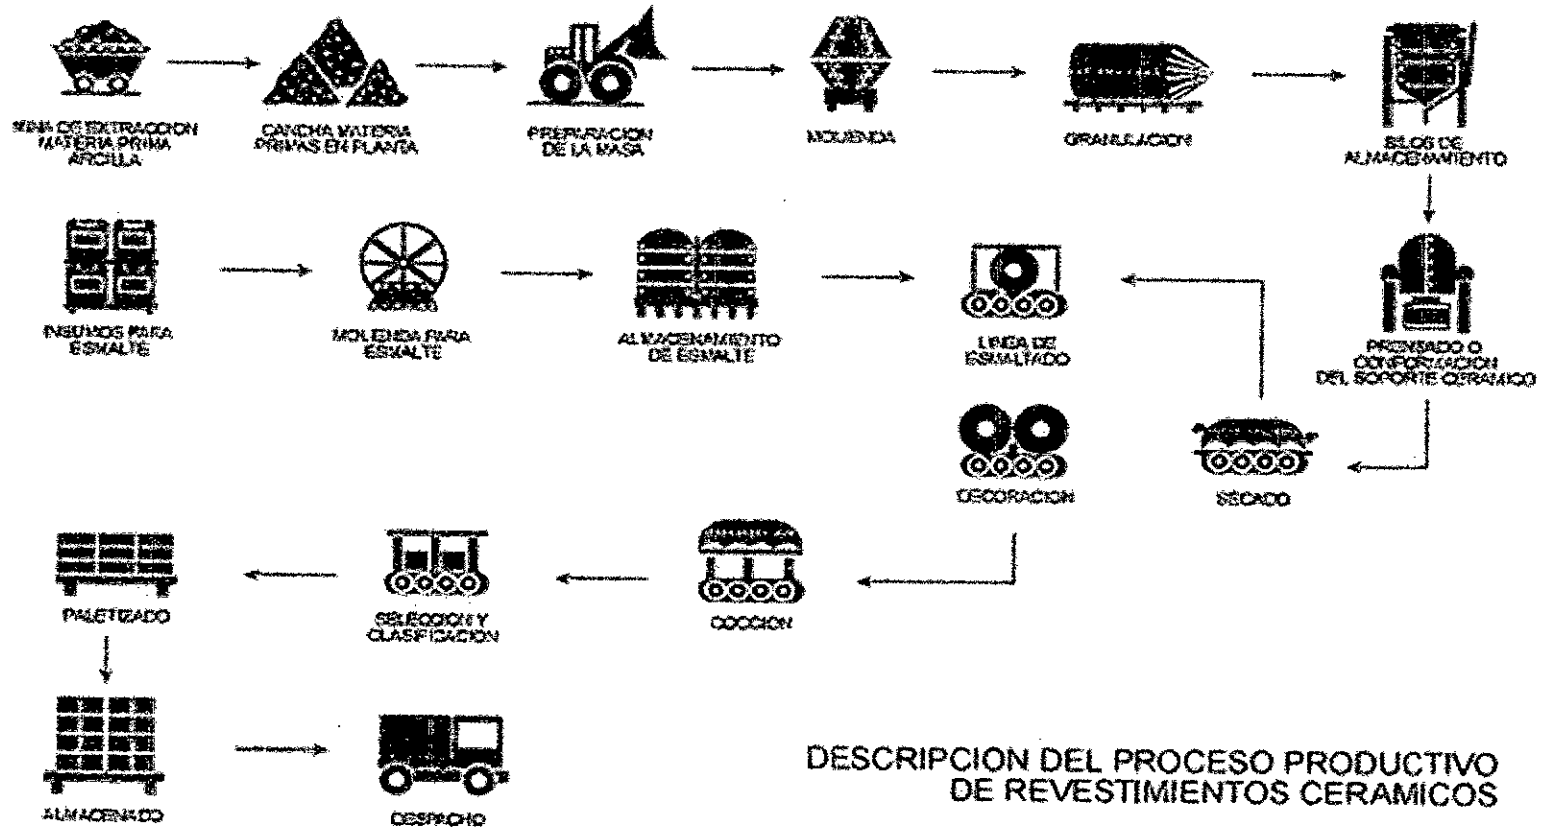 MINA DE EXTRACCION
MATERIA PRIMA
ARCILLA
CANCHA MATERIA
PRIMAS EN PLANTA
PREPARACION
DE LA MASA
MOLIENDA
GRANULACION
SILOS DE
ALMACENAMIENTO
INSUMOS PARA
ESMALTE
MOLIENDA PARA
ESMALTE
ALMACENAMIENTO
DE ESMALTE
LINEA DE
ESMALTADO
PRENSADO O
CONFORMACION
DEL SOPORTE CERAMICO
DECORACION
SECADO
PALETIZADO
SELECCION Y
CLASIFICACION
COCCION
ALMACENADO
DESPACHO
DESCRIPCION DEL PROCESO PRODUCTIVO
DE REVESTIMIENTOS CERAMICOS